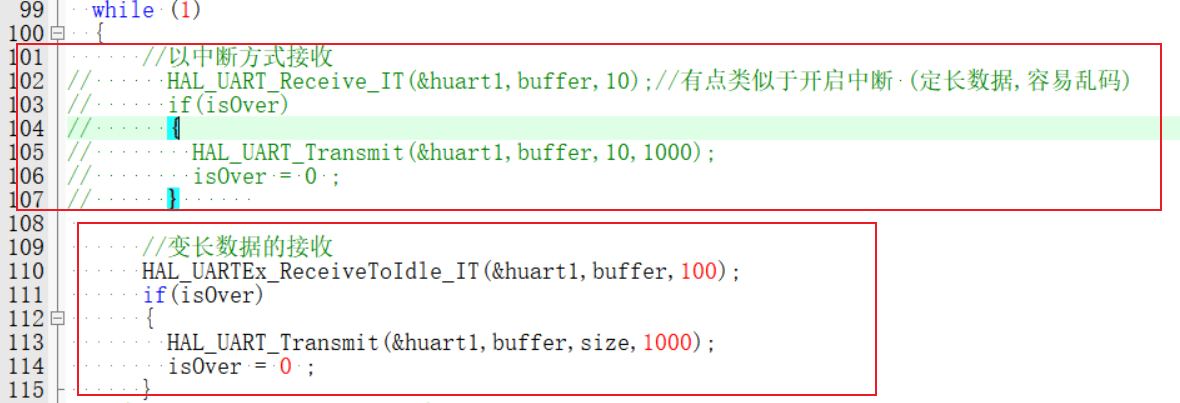 99 while (1)
100 {
101 //以中断方式接收
102 // HAL_UART_Receive_IT(&huart1,buffer,10);//有点类似于开启中断 (定长数据,容易乱码)
103 // if(isOver)
104 // {
105 // HAL_UART_Transmit(&huart1,buffer,10,1000);
106 // isOver = 0 ;
107 // }
108
109 //变长数据的接收
110 HAL_UARTEx_ReceiveToIdle_IT(&huart1,buffer,100);
111 if(isOver)
112 {
113 HAL_UART_Transmit(&huart1,buffer,size,1000);
114 isOver = 0 ;
115 }